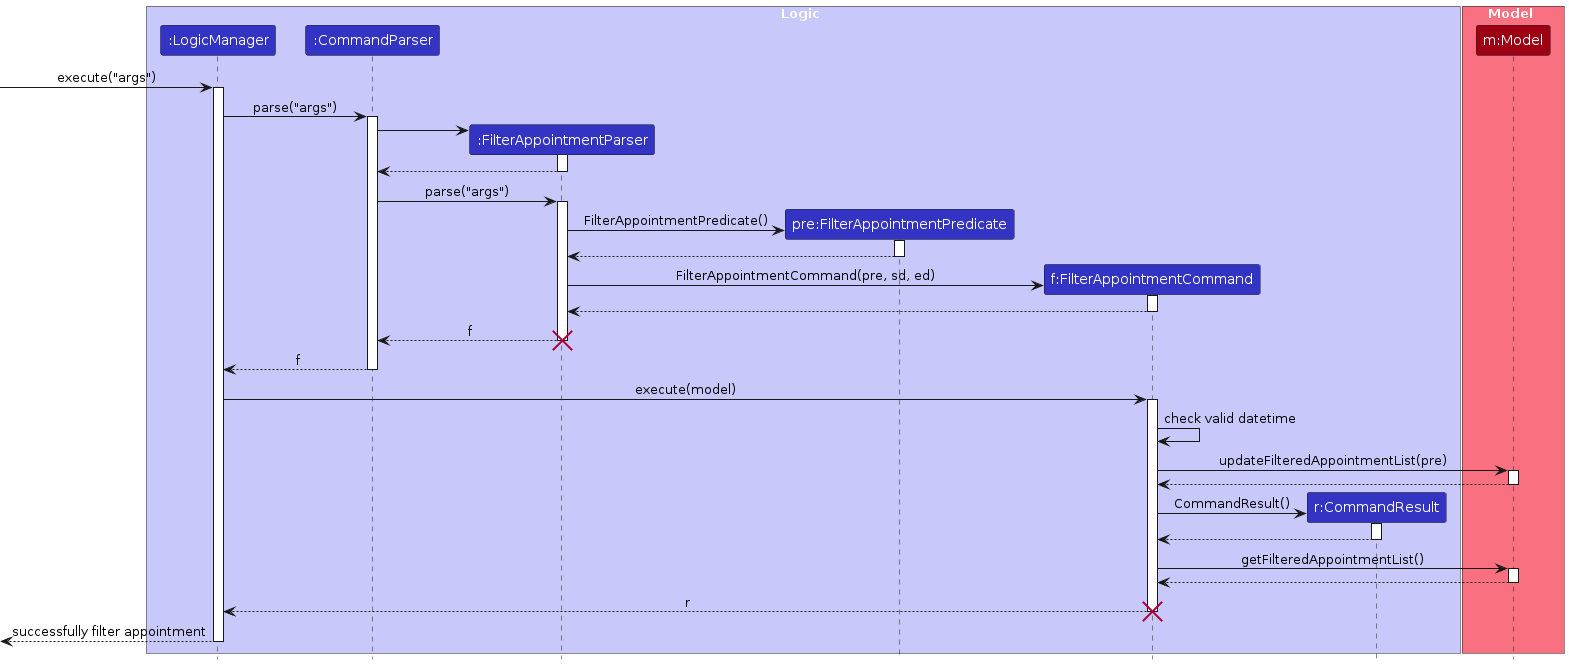 Logic
Model
:LogicManager
:CommandParser
m:Model
execute("args")
parse("args")
:FilterAppointmentParser
parse("args")
FilterAppointmentPredicate()
pre:FilterAppointmentPredicate
FilterAppointmentCommand(pre, sd, ed)
f:FilterAppointmentCommand
f
f
execute(model)
check valid datetime
updateFilteredAppointmentList(pre)
CommandResult()
r:CommandResult
getFilteredAppointmentList()
r
successfully filter appointment